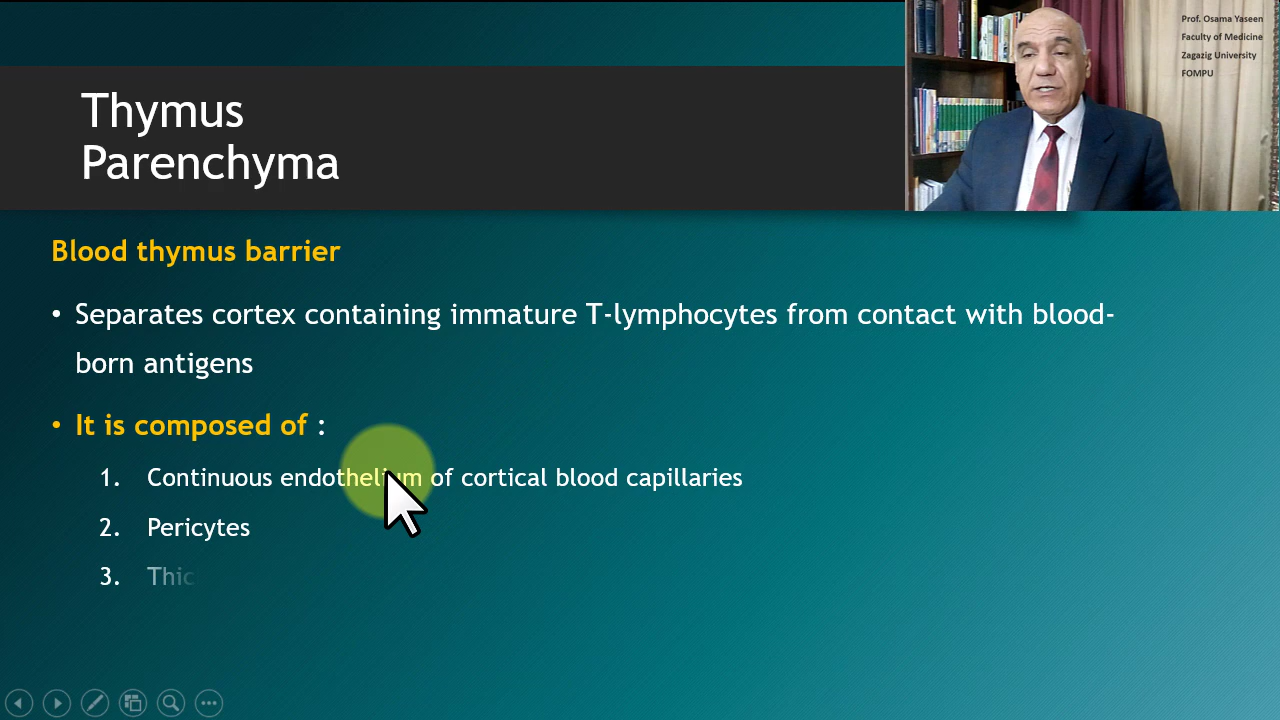 Thymus
Parenchyma
Prof. Osama Yaseen
Faculty of Medicine
Zagazig University
FOMPU
Blood thymus barrier
• Separates cortex containing immature T-lymphocytes from contact with blood-
born antigens
• It is composed of :
1. Continuous endothelium of cortical blood capillaries
2. Pericytes
3. Thic